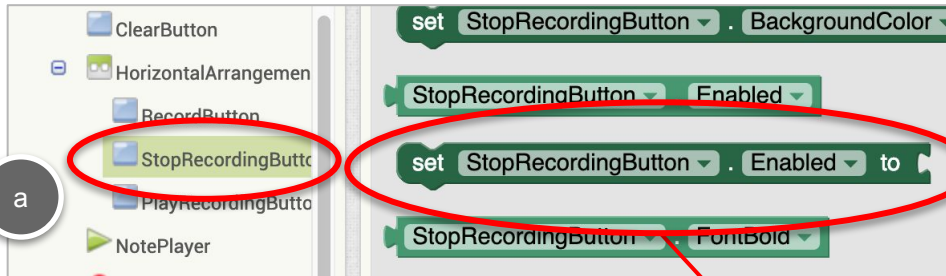 ClearButton
HorizontalArrangemen
RecordButton
StopRecordingButto
PlayRecordingButto
NotePlayer
a
set StopRecordingButton . BackgroundColor
StopRecordingButton . Enabled
set StopRecordingButton . Enabled to
StopRecordingButton . FontBold